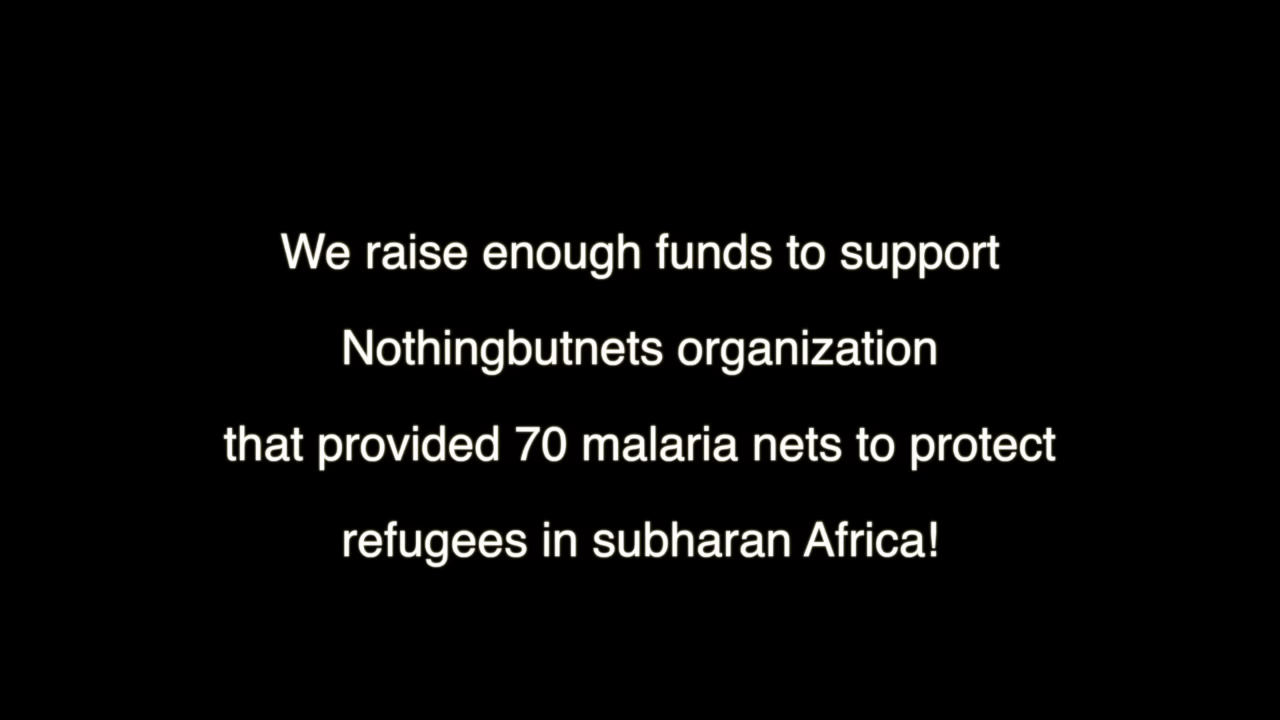 We raise enough funds to support
Nothingbutnets organization
that provided 70 malaria nets to protect
refugees in subharan Africa!